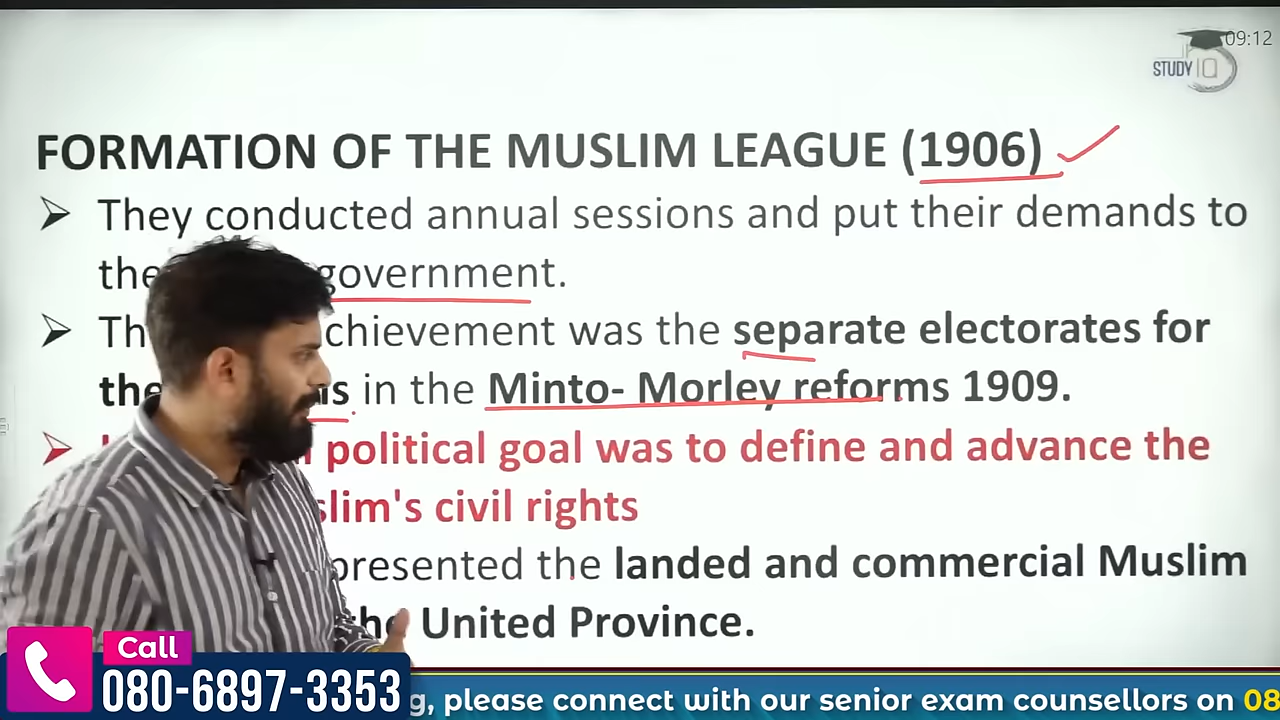 09:12
STUDY IQ
FORMATION OF THE MUSLIM LEAGUE (1906)
They conducted annual sessions and put their demands to
the government.
chievement was the separate electorates for
the in the Minto- Morley reforms 1909.
political goal was to define and advance the
civil rights
the landed and commercial Muslim
the United Province.
Call
080-6897-3353
please connect with our senior exam counsellors on 08